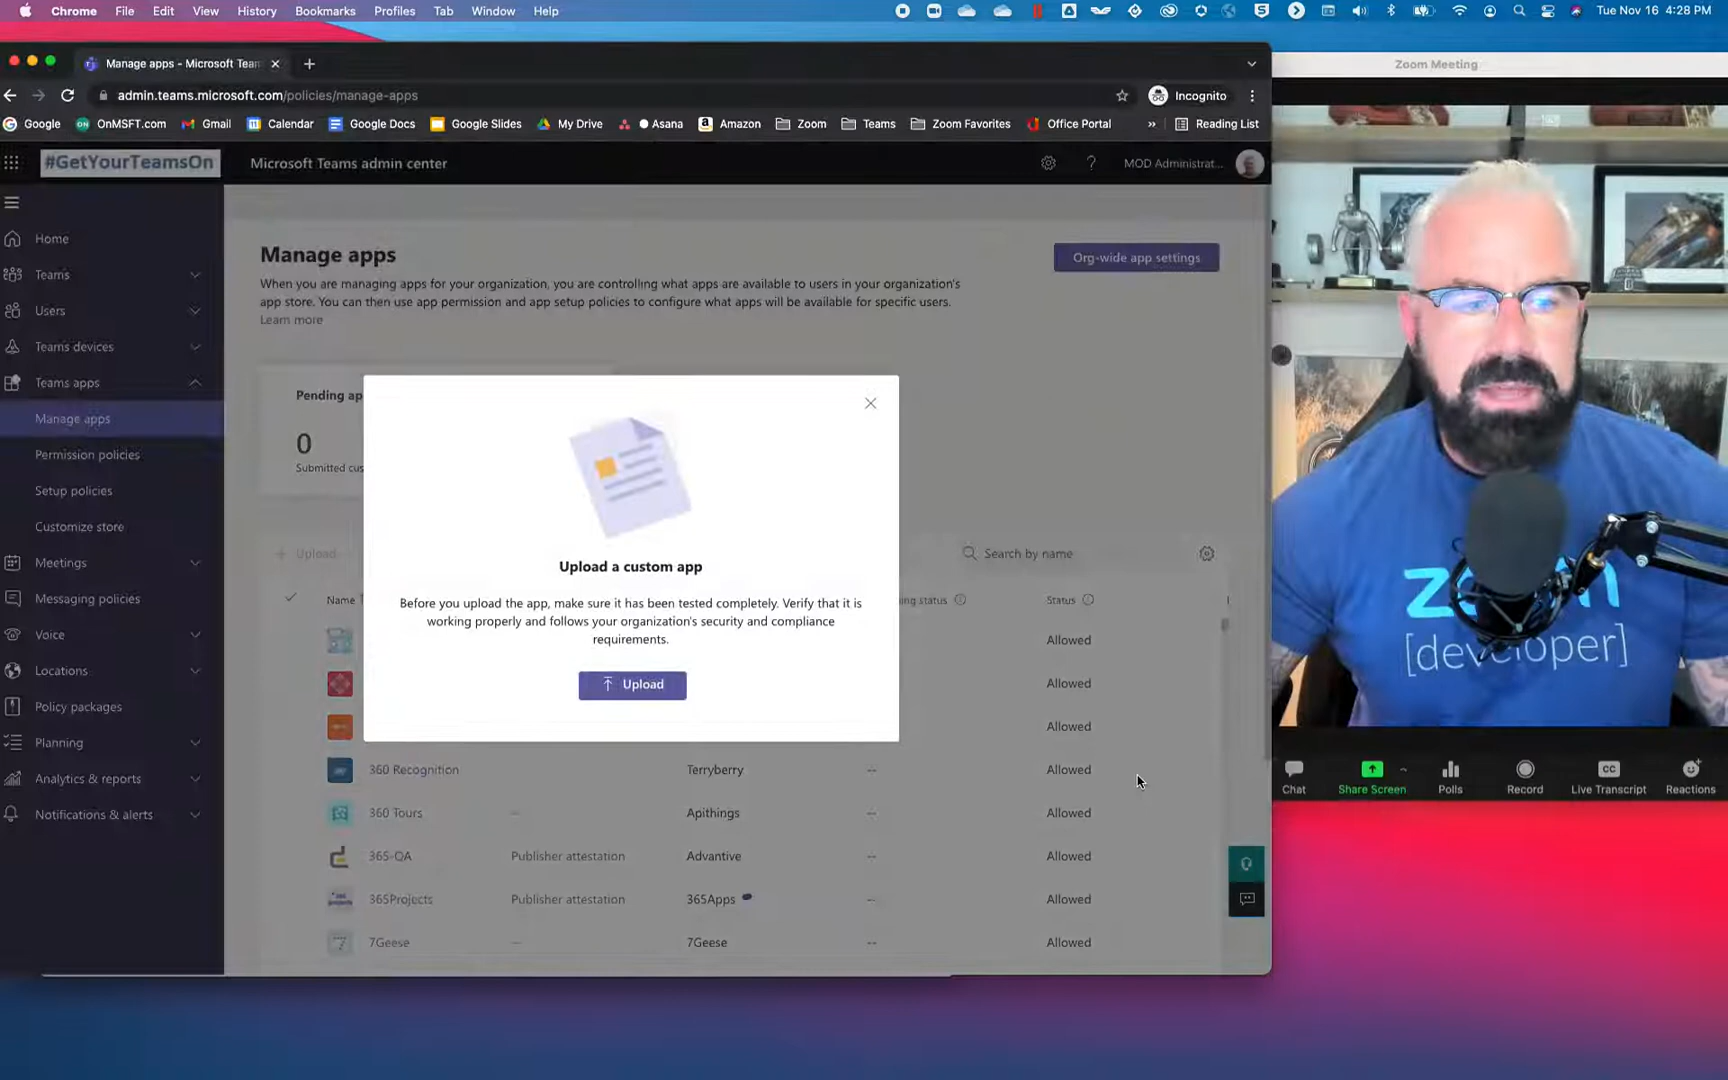 Chrome File Edit View History Bookmarks Profiles Tab Window Help Tue Nov 16 4:28 PM
Manage apps - Microsoft Team
Zoom Meeting
admin.teams.microsoft.com/policies/manage-apps Incognito
Google OnMSFT.com Gmail Calendar Google Docs Google Slides My Drive Asana Amazon Zoom Teams Zoom Favorites Office Portal » Reading List
#GetYourTeamsOn Microsoft Teams admin center ? MOD Administrat...
Home
Teams
Users
Teams devices
Teams apps
Manage apps
Permission policies
Setup policies
Customize store
Meetings
Messaging policies
Voice
Locations
Policy packages
Planning
Analytics & reports
Notifications & alerts
Manage apps
Org-wide app settings
When you are managing apps for your organization, you are controlling what apps are available to users in your organization's
app store. You can then use app permission and app setup policies to configure what apps will be available for specific users.
Learn more
Pending ap
0
Submitted cus
Upload a custom app
Before you upload the app, make sure it has been tested completely. Verify that it is
working properly and follows your organization's security and compliance
requirements.
Upload
+ Upload
Search by name
Name ing status Status
Allowed
Allowed
Allowed
360 Recognition Terryberry -- Allowed
360 Tours -- Apithings -- Allowed
365-QA Publisher attestation Advantive -- Allowed
365Projects Publisher attestation 365Apps -- Allowed
7Geese -- 7Geese -- Allowed
zoom
[developer]
Chat Share Screen Polls Record Live Transcript Reactions
CC